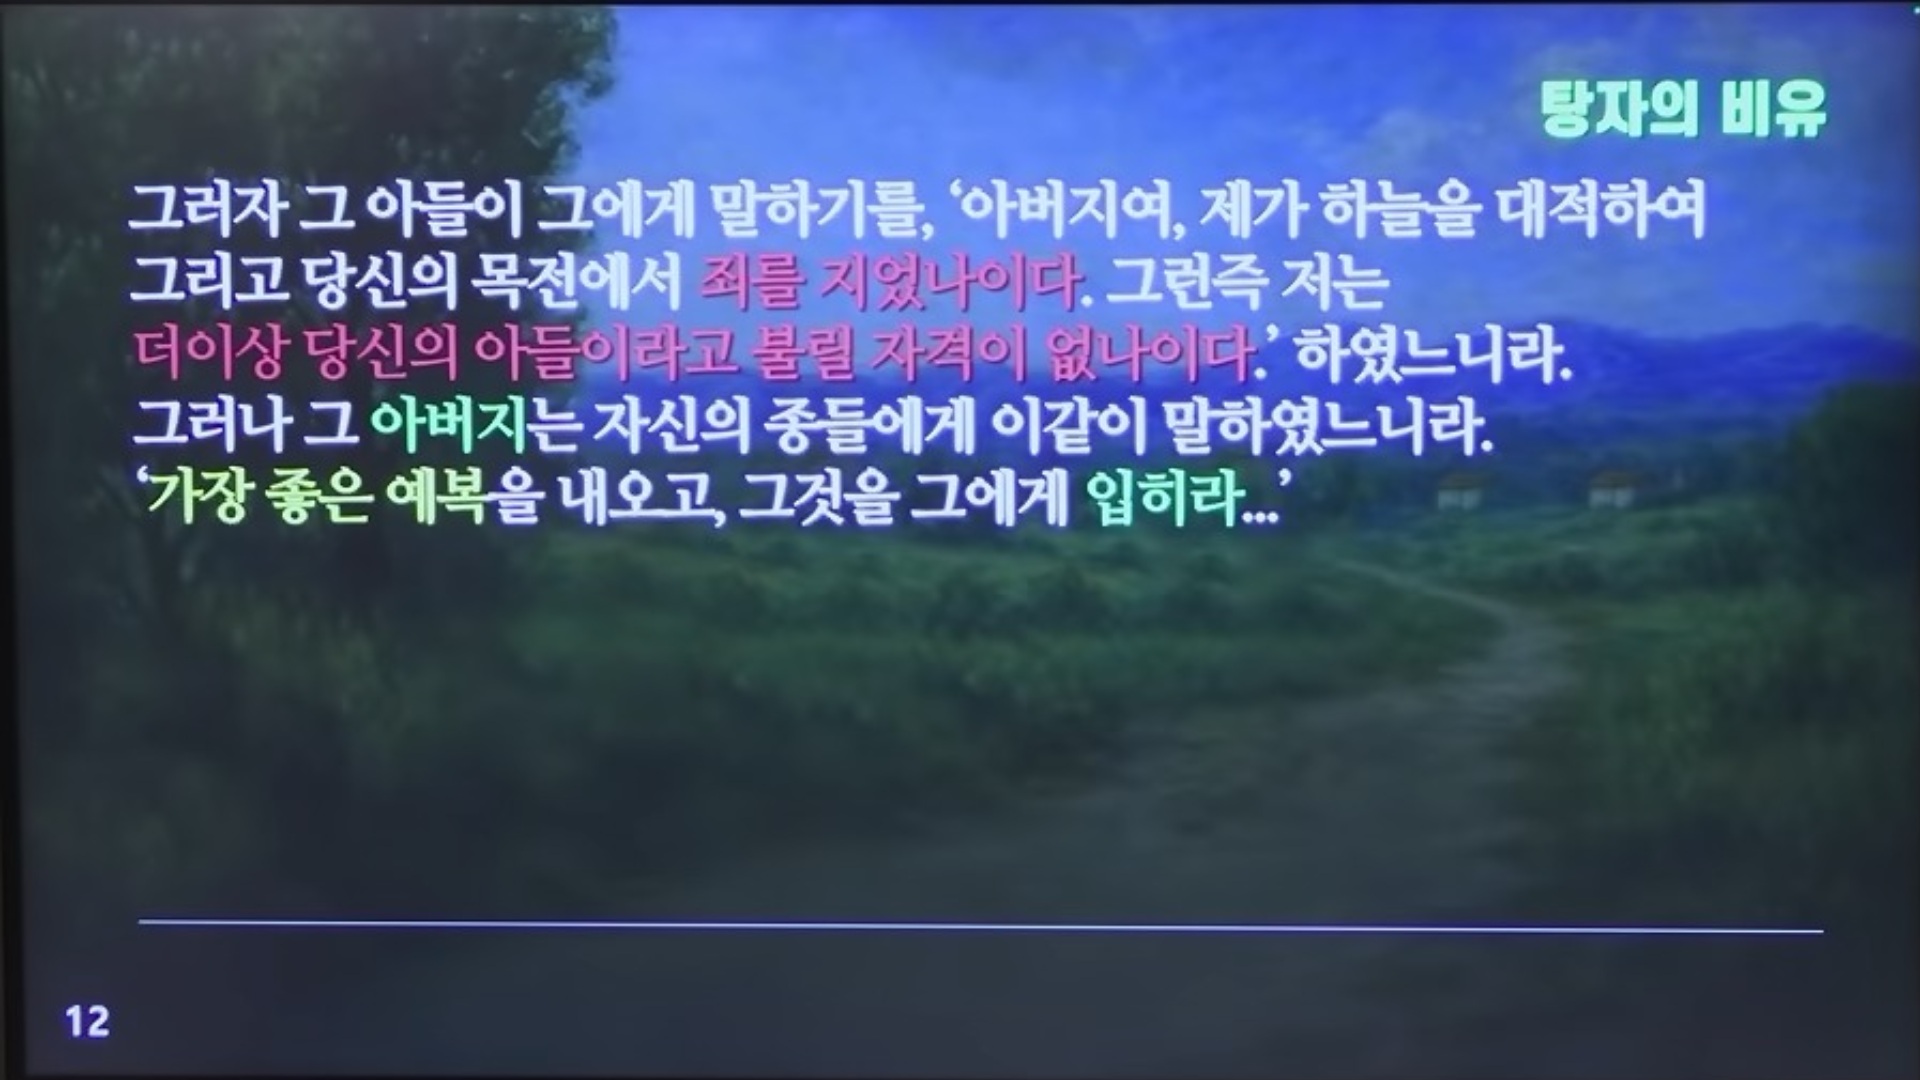 탕자의 비유
그러자 그 아들이 그에게 말하기를, ‘아버지여, 제가 하늘을 대적하여
그리고 당신의 목전에서 죄를 지었나이다. 그런즉 저는
더이상 당신의 아들이라고 불릴 자격이 없나이다.’ 하였느니라.
그러나 그 아버지는 자신의 종들에게 이같이 말하였느니라.
‘가장 좋은 예복을 내오고, 그것을 그에게 입히라...’
12